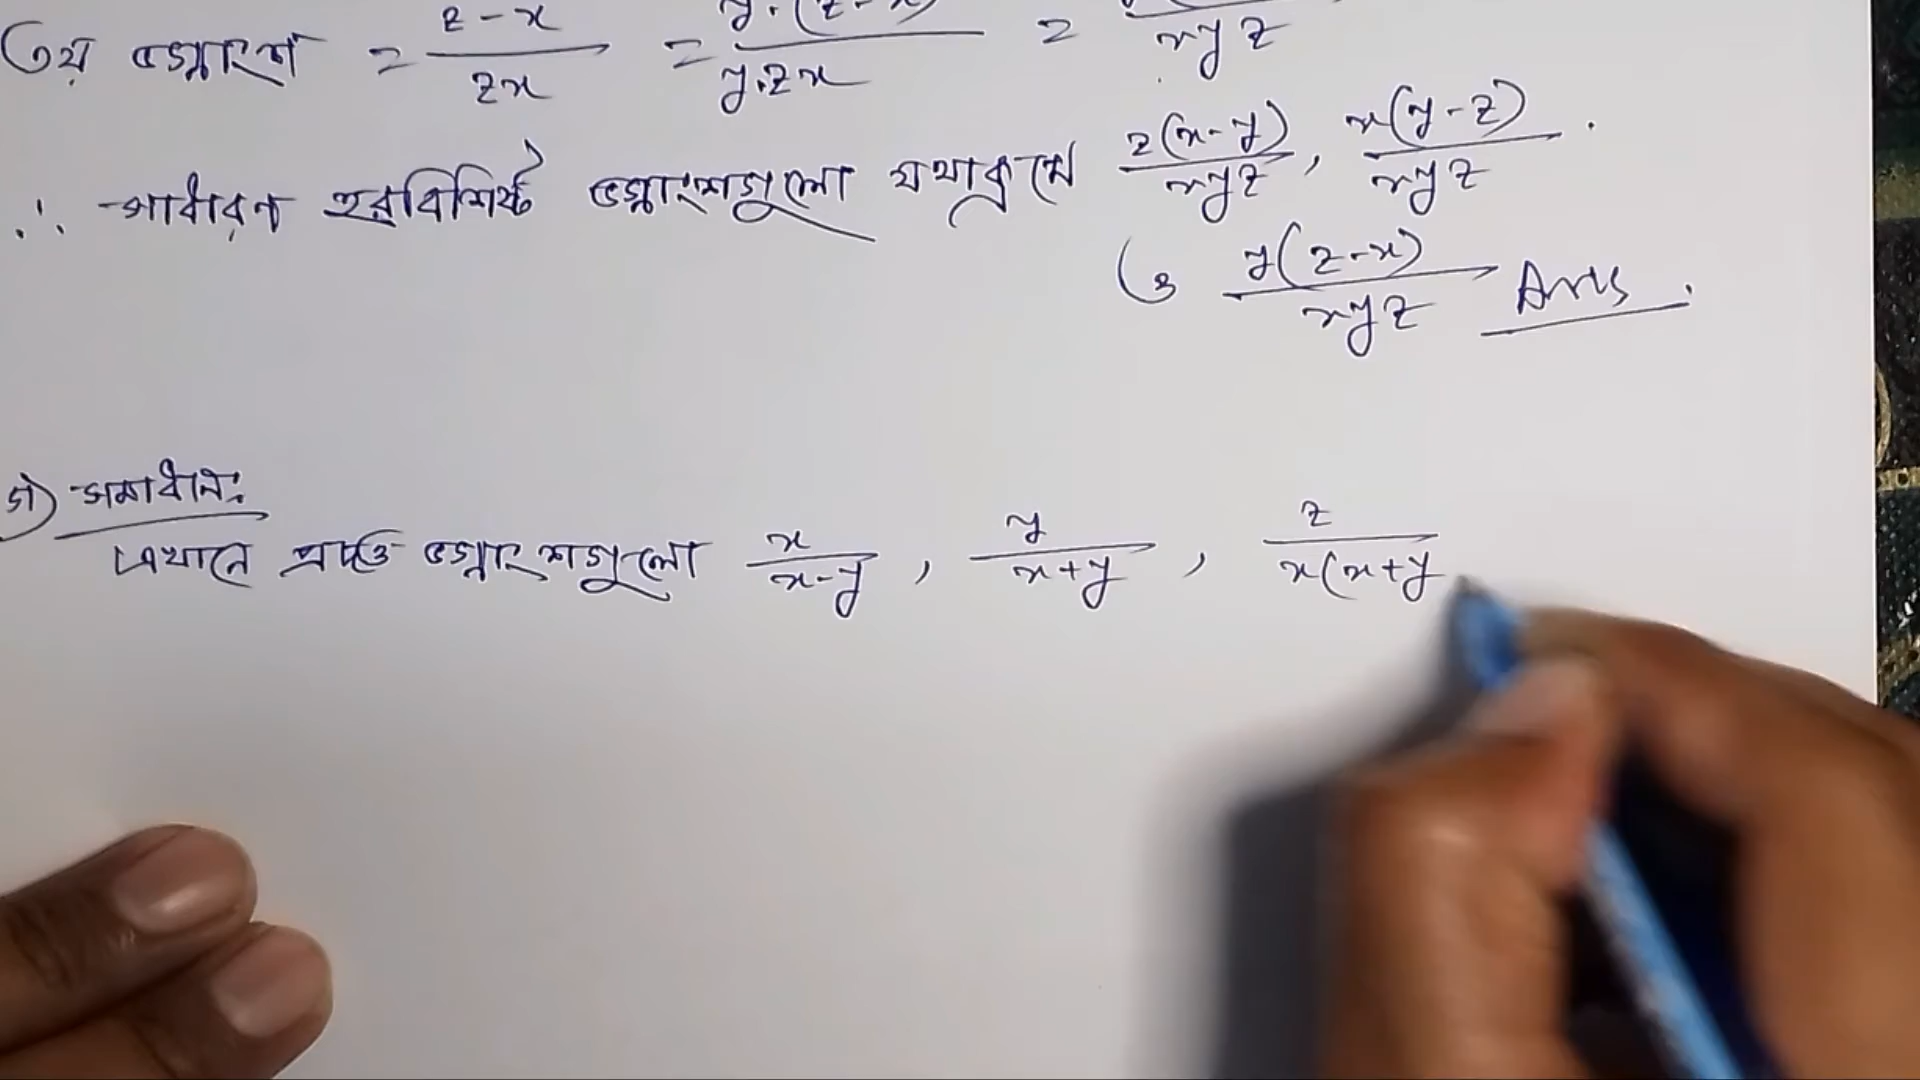 ৩য় ভগ্নাংশ = z-x / zx = y.(z-x) / y.zx = / xyz
∴ সাধারণ হরবিশিষ্ট ভগ্নাংশগুলো যথাক্রমে z(x-y) / xyz , x(y-z) / xyz .
ও y(z-x) / xyz Ans .
গ) সমাধানঃ
এখানে প্রদত্ত ভগ্নাংশগুলো x / x-y , y / x+y , z / x(x+y